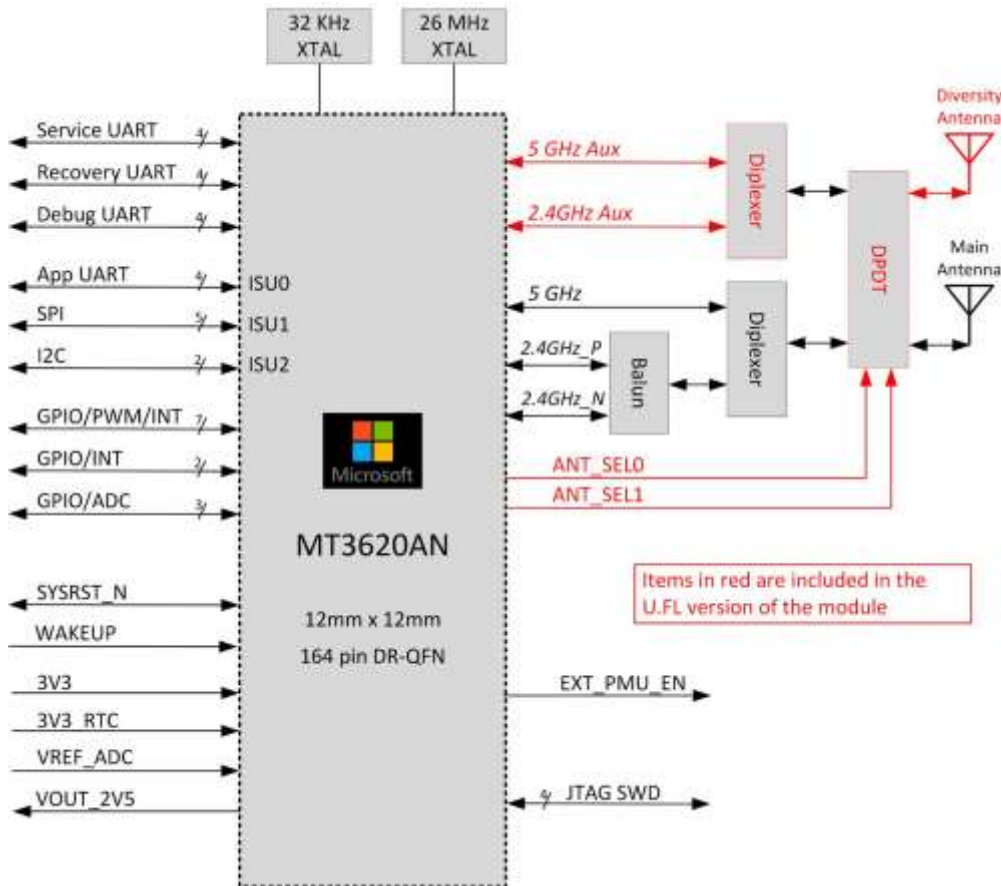 32 KHz
XTAL
26 MHz
XTAL
Service UART 4/
Recovery UART 4/
Debug UART 4/
App UART 4/
ISU0
SPI 5/
ISU1
I2C 2/
ISU2
GPIO/PWM/INT 7/
GPIO/INT 2/
GPIO/ADC 3/
SYSRST_N
WAKEUP
3V3
3V3_RTC
VREF_ADC
VOUT_2V5
Microsoft
MT3620AN
12mm x 12mm
164 pin DR-QFN
5 GHz Aux
2.4GHz Aux
5 GHz
2.4GHz_P
2.4GHz_N
Balun
Diplexer
Diplexer
DPDT
Diversity
Antenna
Main
Antenna
ANT_SEL0
ANT_SEL1
Items in red are included in the
U.FL version of the module
EXT_PMU_EN
4/ JTAG SWD